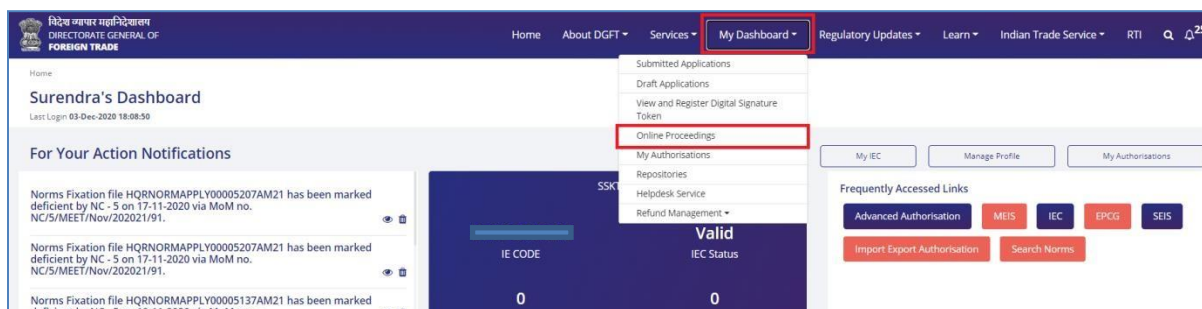 विदेश व्यापार महानिदेशालय
DIRECTORATE GENERAL OF
FOREIGN TRADE
Home
About DGFT
Services
My Dashboard
Regulatory Updates
Learn
Indian Trade Service
RTI
25
Home
Surendra's Dashboard
Last Login 03-Dec-2020 18:08:50
Submitted Applications
Draft Applications
View and Register Digital Signature
Token
Online Proceedings
My Authorisations
Repositories
Helpdesk Service
Refund Management
For Your Action Notifications
Norms Fixation file HQRNORMAPPLY00005207AM21 has been marked
deficient by NC - 5 on 17-11-2020 via MoM no.
NC/5/MEET/Nov/202021/91.
Norms Fixation file HQRNORMAPPLY00005207AM21 has been marked
deficient by NC - 5 on 17-11-2020 via MoM no.
NC/5/MEET/Nov/202021/91.
Norms Fixation file HQRNORMAPPLY00005137AM21 has been marked
SSKT
IE CODE
Valid
IEC Status
0
0
My IEC
Manage Profile
My Authorisations
Frequently Accessed Links
Advanced Authorisation
MEIS
IEC
EPCG
SEIS
Import Export Authorisation
Search Norms